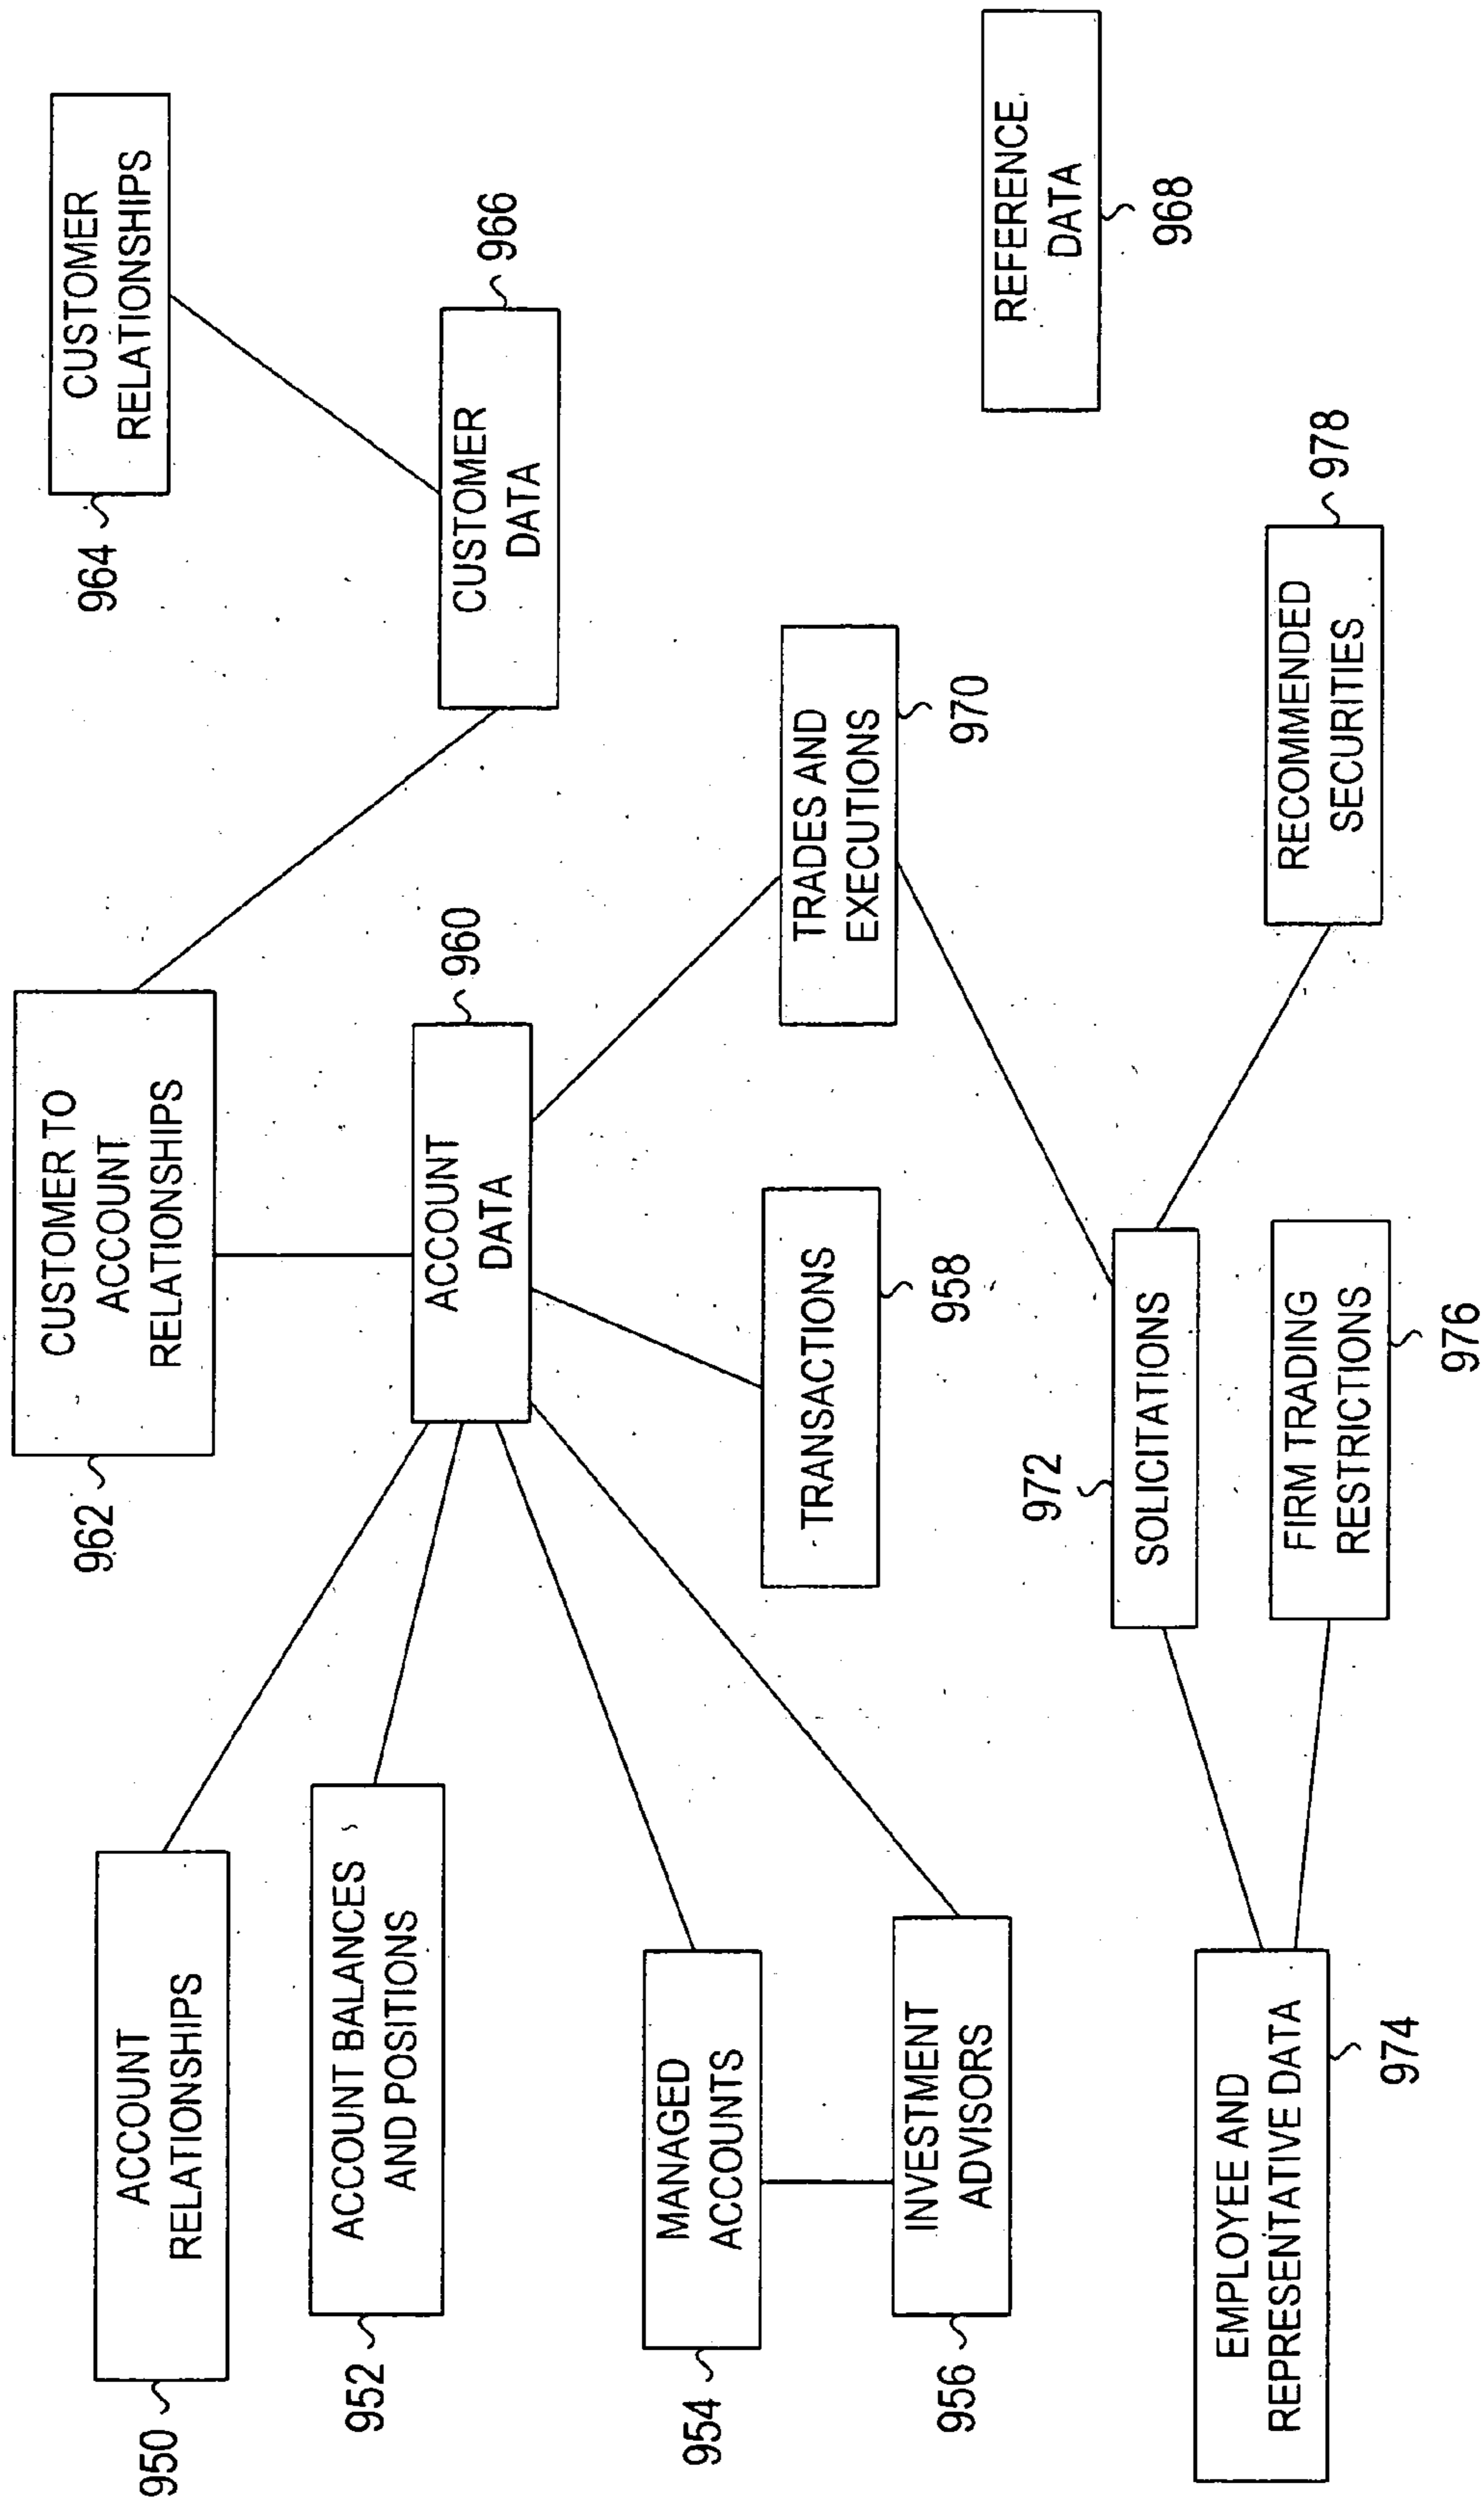 950
ACCOUNT
RELATIONSHIPS
962
CUSTOMER TO
ACCOUNT
RELATIONSHIPS
964
CUSTOMER
RELATIONSHIPS
952
ACCOUNT BALANCES
AND POSITIONS
ACCOUNT
DATA
960
CUSTOMER
DATA
966
954
MANAGED
ACCOUNTS
TRANSACTIONS
958
TRADES AND
EXECUTIONS
970
956
INVESTMENT
ADVISORS
REFERENCE
DATA
968
972
SOLICITATIONS
EMPLOYEE AND
REPRESENTATIVE DATA
974
FIRM TRADING
RESTRICTIONS
976
RECOMMENDED
SECURITIES
978